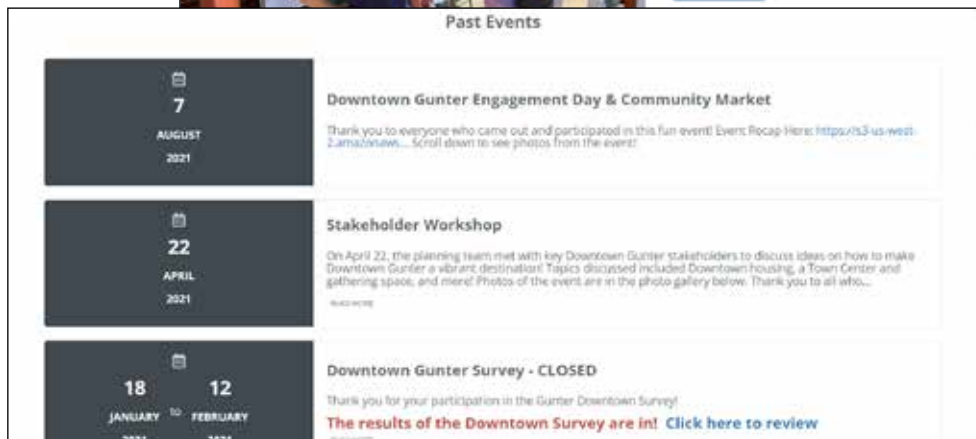 Past Events
7
AUGUST
2021
Downtown Gunter Engagement Day & Community Market
Thank you to everyone who came out and participated in this fun event! Event Recap Here: https://s3-us-west-
2.amazonaws... Scroll down to see photos from the event!
22
APRIL
2021
Stakeholder Workshop
On April 22, the planning team met with key Downtown Gunter stakeholders to discuss ideas on how to make
Downtown Gunter a vibrant destination! Topics discussed included Downtown housing, a Town Center and
gathering space, and more! Photos of the event are in the photo gallery below. Thank you to all who...
READ MORE
18 12
JANUARY to FEBRUARY
2021 2021
Downtown Gunter Survey - CLOSED
Thank you for your participation in the Gunter Downtown Survey!
The results of the Downtown Survey are in! Click here to review